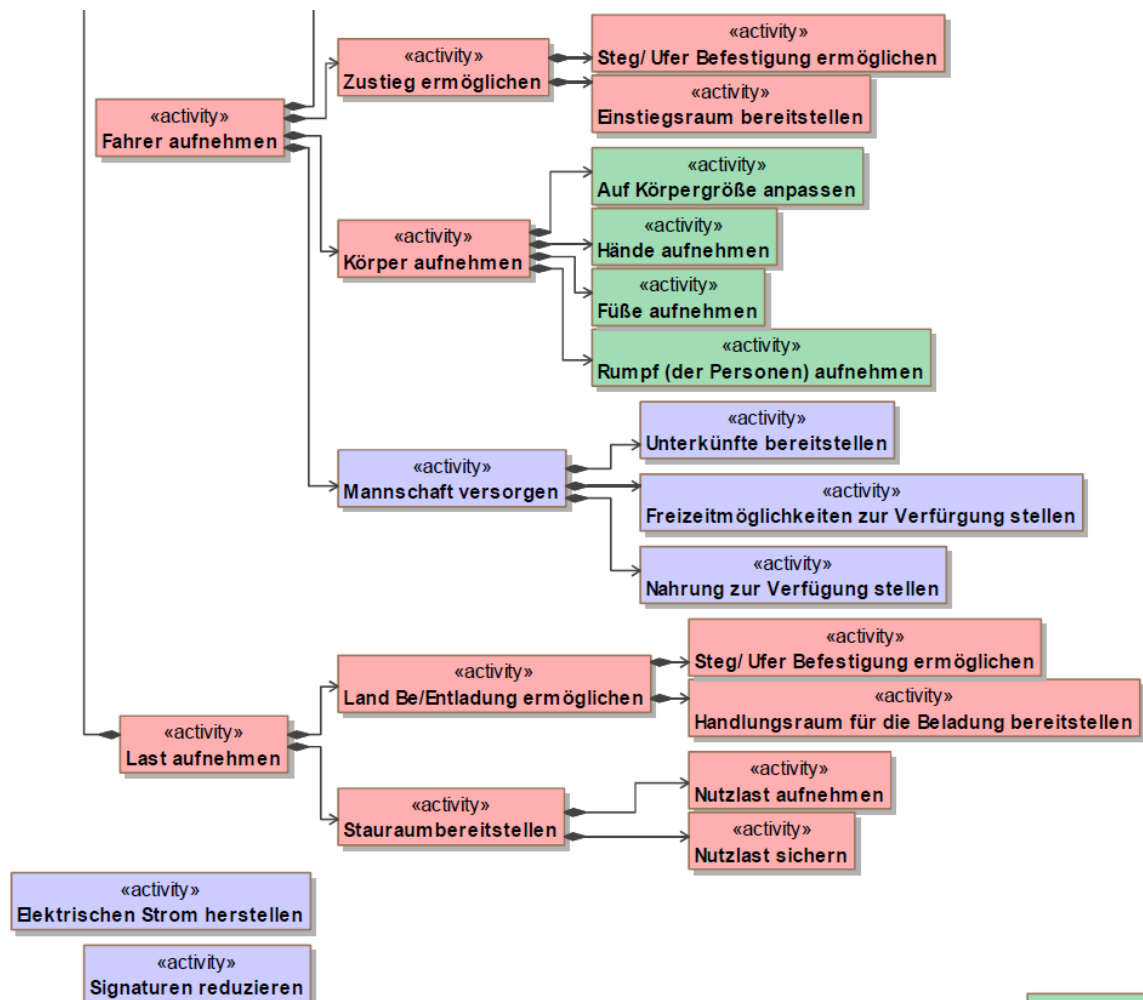 «activity»
Fahrer aufnehmen
«activity»
Zustieg ermöglichen
«activity»
Steg/ Ufer Befestigung ermöglichen
«activity»
Einstiegsraum bereitstellen
«activity»
Körper aufnehmen
«activity»
Auf Körpergröße anpassen
«activity»
Hände aufnehmen
«activity»
Füße aufnehmen
«activity»
Rumpf (der Personen) aufnehmen
«activity»
Mannschaft versorgen
«activity»
Unterkünfte bereitstellen
«activity»
Freizeitmöglichkeiten zur Verfürgung stellen
«activity»
Nahrung zur Verfügung stellen
«activity»
Last aufnehmen
«activity»
Land Be/Entladung ermöglichen
«activity»
Steg/ Ufer Befestigung ermöglichen
«activity»
Handlungsraum für die Beladung bereitstellen
«activity»
Stauraumbereitstellen
«activity»
Nutzlast aufnehmen
«activity»
Nutzlast sichern
«activity»
Elektrischen Strom herstellen
«activity»
Signaturen reduzieren